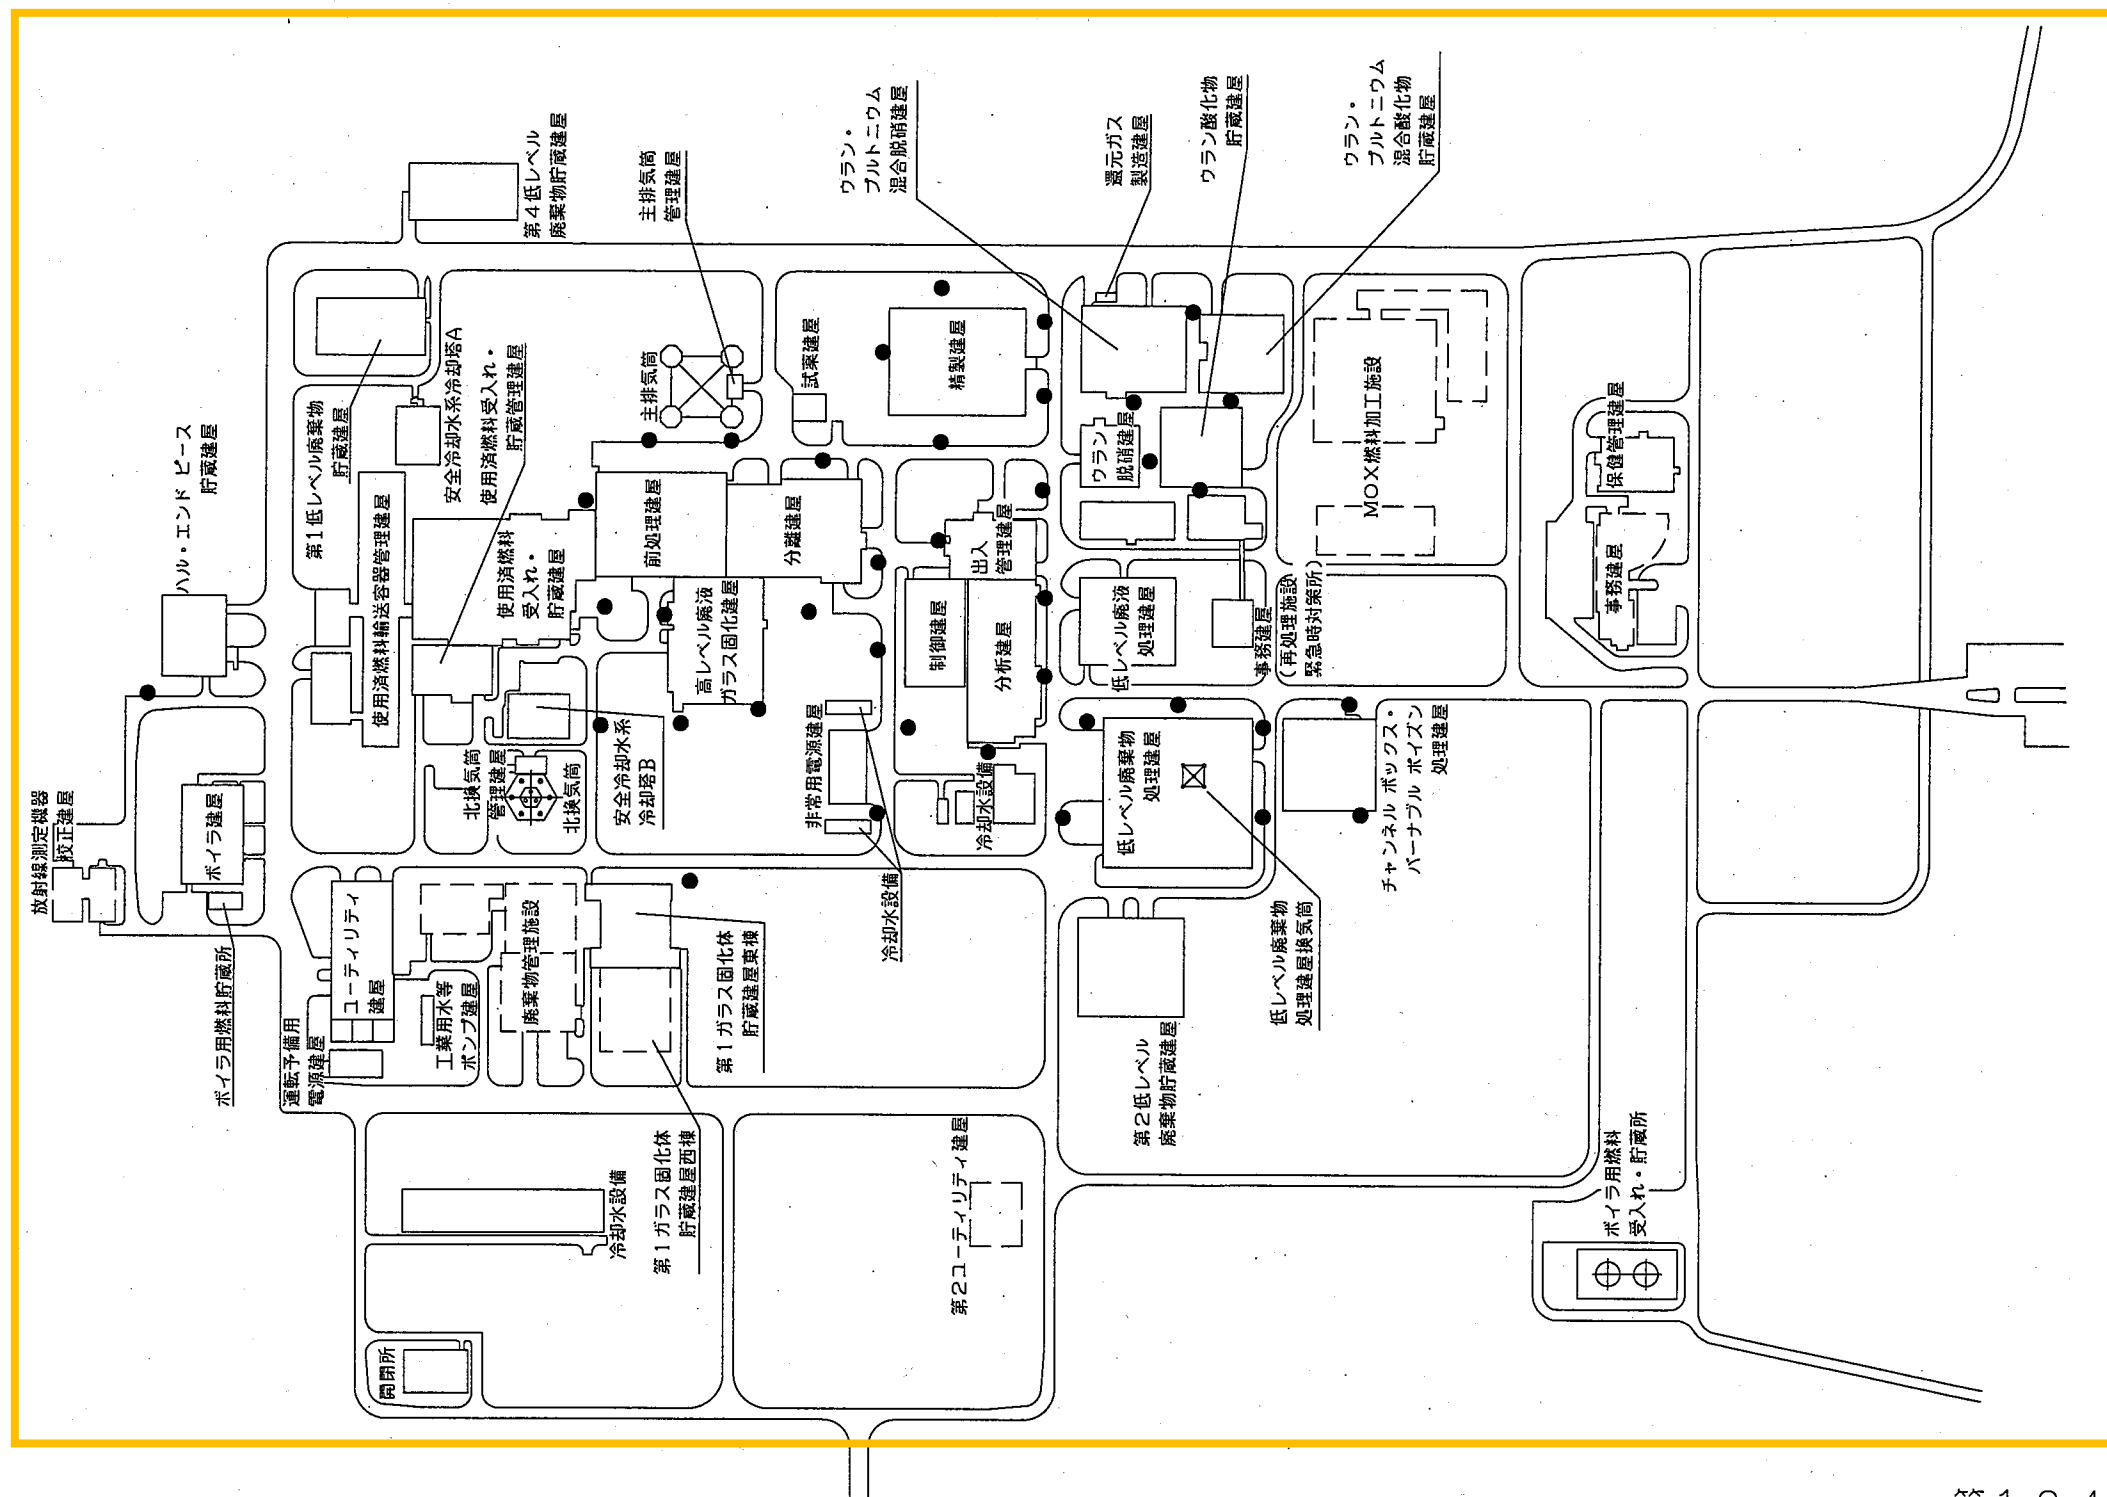 放射線測定機器
校正建屋
ハル・エンド ピース
貯蔵建屋
ボイラ建屋
ボイラ用燃料貯蔵所
運転予備用
電源建屋
第１低レベル廃棄物
貯蔵建屋
使用済燃料輸送容器管理建屋
ユーティリティ
建屋
開閉所
安全冷却水系冷却塔A
使用済燃料受入れ・
貯蔵管理建屋
第４低レベル
廃棄物貯蔵建屋
使用済燃料
受入れ・
貯蔵建屋
北換気筒
管理建屋
北換気筒
工業用水等
ポンプ建屋
廃棄物管理施設
主排気筒
管理建屋
主排気筒
前処理建屋
高レベル廃液
ガラス固化建屋
安全冷却水系
冷却塔B
第１ガラス固化体
貯蔵建屋東棟
第１ガラス固化体
貯蔵建屋西棟
冷却水設備
試薬建屋
分離建屋
非常用電源建屋
冷却水設備
ウラン・
プルトニウム
混合脱硝建屋
精製建屋
出入
管理建屋
制御建屋
分析建屋
冷却水設備
第２ユーティリティ建屋
還元ガス
製造建屋
ウラン
脱硝建屋
低レベル廃液
処理建屋
低レベル廃棄物
処理建屋
第２低レベル
廃棄物貯蔵建屋
ウラン酸化物
貯蔵建屋
事務建屋
(再処理施設
緊急時対策所)
低レベル廃棄物
処理建屋換気筒
ウラン・
プルトニウム
混合酸化物
貯蔵建屋
MOX燃料加工施設
チャンネル ボックス・
バーナブル ポイズン
処理建屋
保健管理建屋
事務建屋
ボイラ用燃料
受入れ・貯蔵所